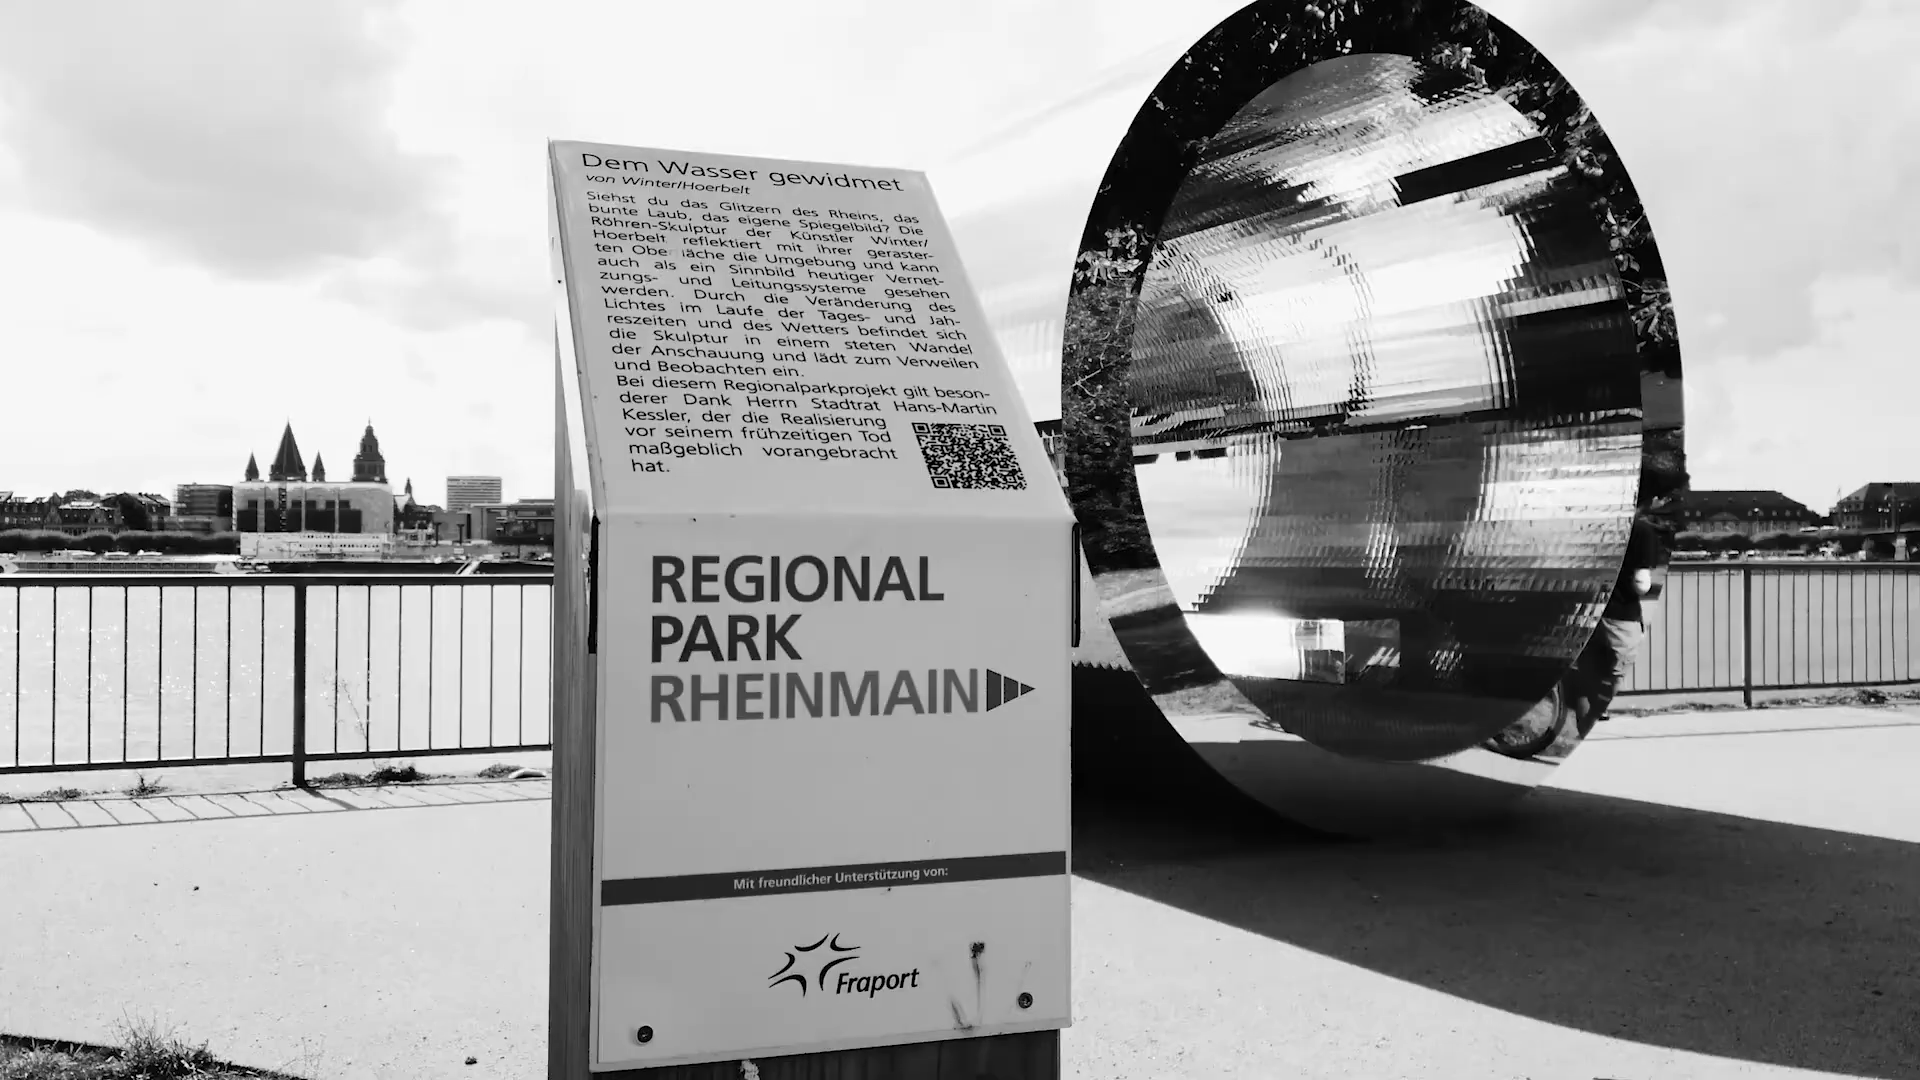 Dem Wasser gewidmet
von Winter/Hoerbelt
Siehst du das Glitzern des Rheins, das
bunte Laub, das eigene Spiegelbild? Die
Röhren-Skulptur der Künstler Winter/
Hoerbelt reflektiert mit ihrer geraster-
ten Obe läche die Umgebung und kann
auch als ein Sinnbild heutiger Vernet-
zungs- und Leitungssysteme gesehen
werden. Durch die Veränderung des
Lichtes im Laufe der Tages- und Jah-
reszeiten und des Wetters befindet sich
die Skulptur in einem steten Wandel
der Anschauung und lädt zum Verweilen
und Beobachten ein.
Bei diesem Regionalparkprojekt gilt beson-
derer Dank Herrn Stadtrat Hans-Martin
Kessler, der die Realisierung
vor seinem frühzeitigen Tod
maßgeblich vorangebracht
hat.
REGIONAL
PARK
RHEINMAIN
Mit freundlicher Unterstützung von:
Fraport